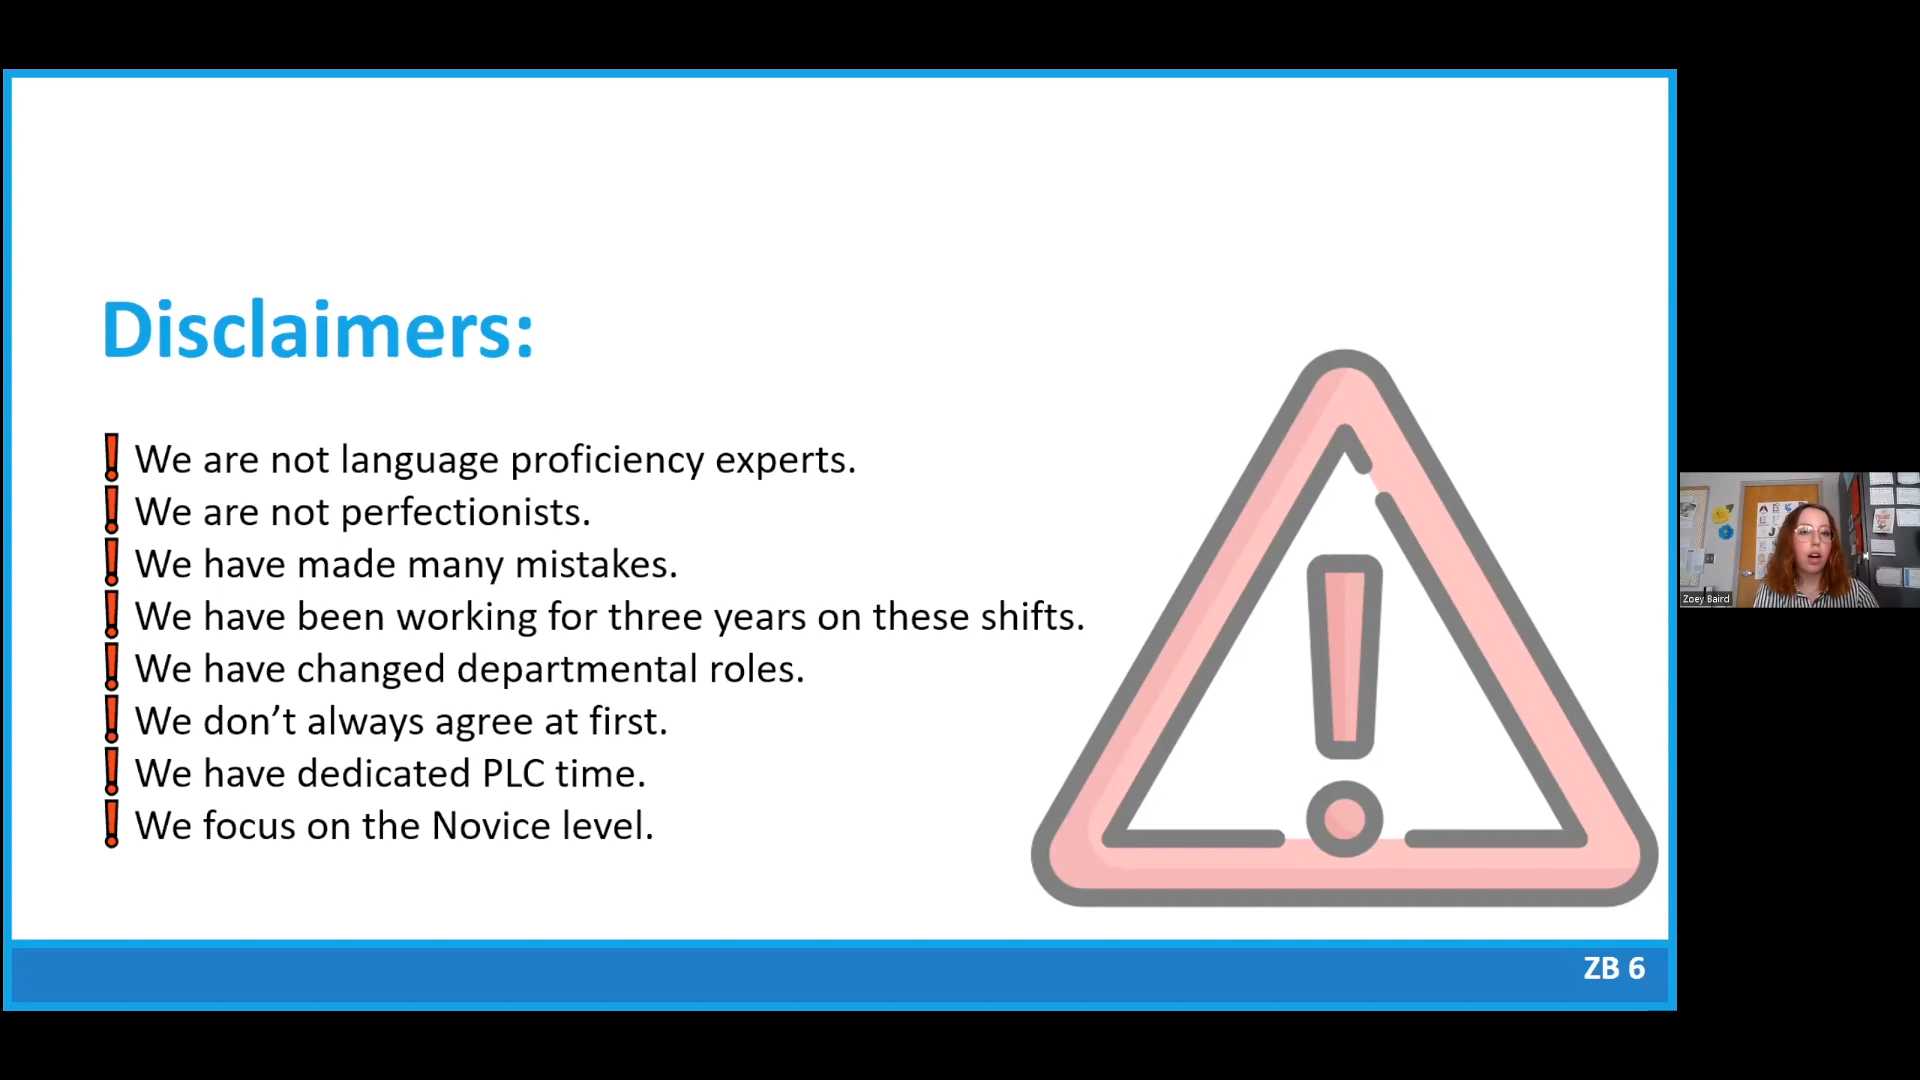 Disclaimers:
We are not language proficiency experts.
We are not perfectionists.
We have made many mistakes.
We have been working for three years on these shifts.
We have changed departmental roles.
We don’t always agree at first.
We have dedicated PLC time.
We focus on the Novice level.
ZB 6
Zoey Baird